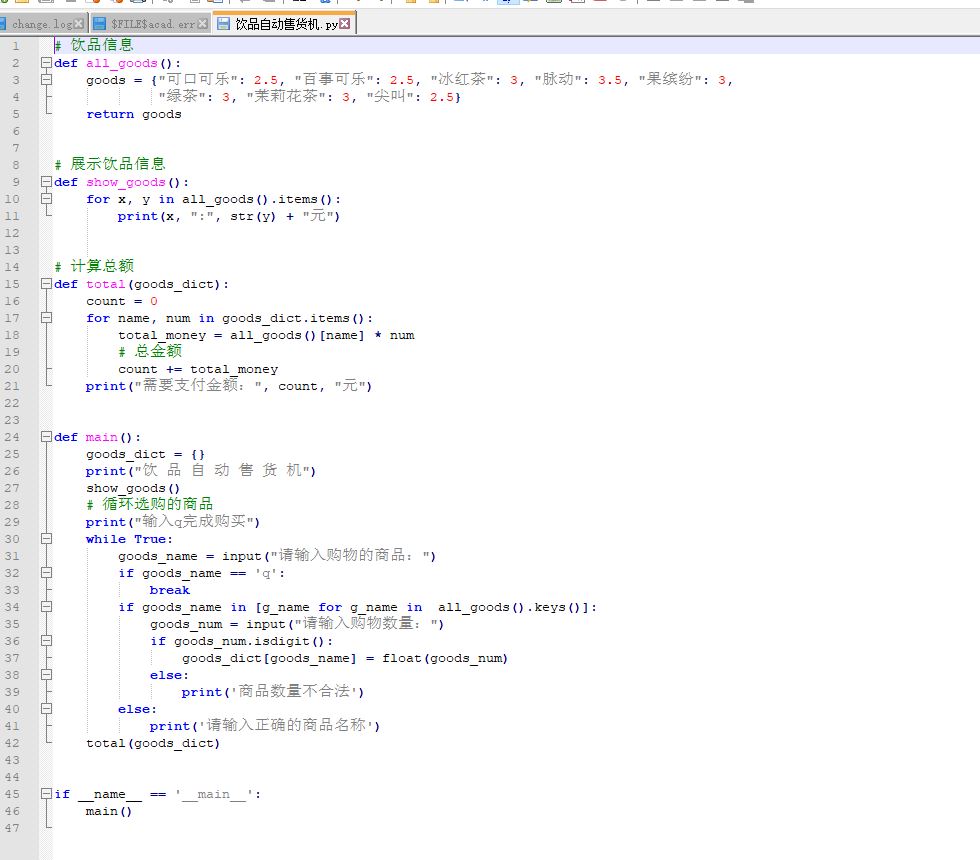 change.log
$FILE$acad.err
饮品自动售货机.py
1 # 饮品信息
2 def all_goods():
3 goods = {"可口可乐": 2.5, "百事可乐": 2.5, "冰红茶": 3, "脉动": 3.5, "果缤纷": 3,
4 "绿茶": 3, "茉莉花茶": 3, "尖叫": 2.5}
5 return goods
6
7
8 # 展示饮品信息
9 def show_goods():
10 for x, y in all_goods().items():
11 print(x, ":", str(y) + "元")
12
13
14 # 计算总额
15 def total(goods_dict):
16 count = 0
17 for name, num in goods_dict.items():
18 total_money = all_goods()[name] * num
19 # 总金额
20 count += total_money
21 print("需要支付金额：", count, "元")
22
23
24 def main():
25 goods_dict = {}
26 print("饮 品 自 动 售 货 机")
27 show_goods()
28 # 循环选购的商品
29 print("输入q完成购买")
30 while True:
31 goods_name = input("请输入购物的商品：")
32 if goods_name == 'q':
33 break
34 if goods_name in [g_name for g_name in  all_goods().keys()]:
35 goods_num = input("请输入购物数量：")
36 if goods_num.isdigit():
37 goods_dict[goods_name] = float(goods_num)
38 else:
39 print('商品数量不合法')
40 else:
41 print('请输入正确的商品名称')
42 total(goods_dict)
43
44
45 if __name__ == '__main__':
46 main()
47